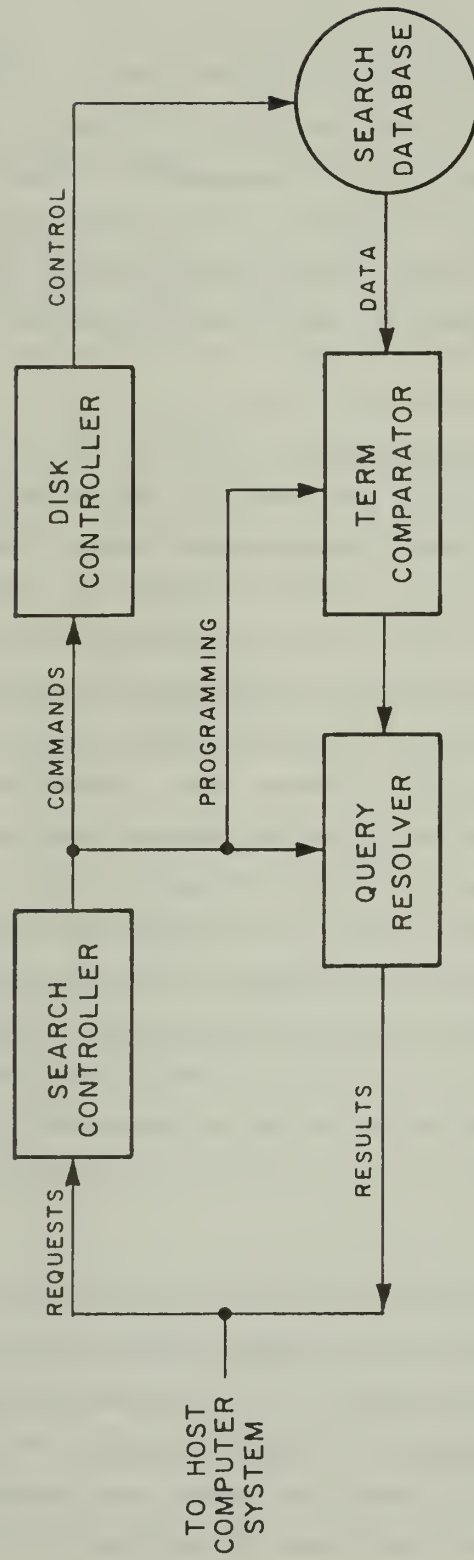 TO HOST
COMPUTER
SYSTEM
REQUESTS
SEARCH
CONTROLLER
COMMANDS
DISK
CONTROLLER
CONTROL
PROGRAMMING
RESULTS
QUERY
RESOLVER
TERM
COMPARATOR
DATA
SEARCH
DATABASE